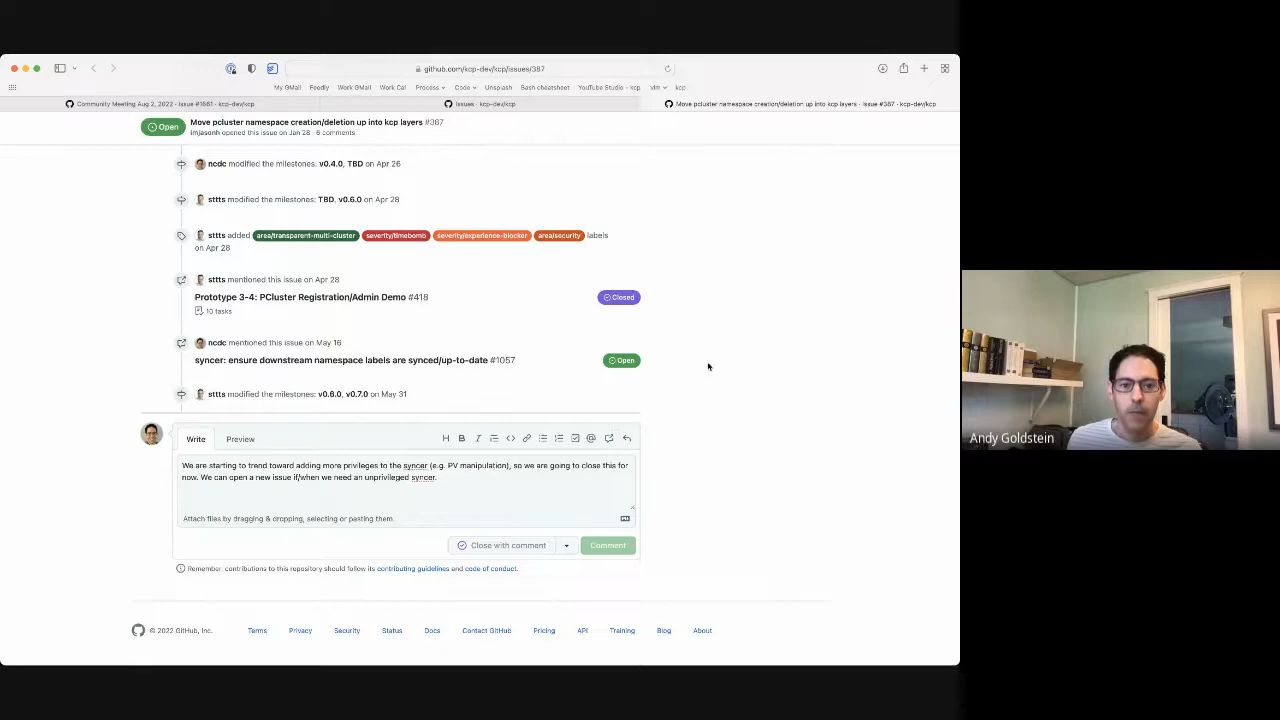 github.com/kcp-dev/kcp/issues/387
My GMail Feedly Work GMail Work Cal Process Code Unsplash Bash cheatsheet YouTube Studio - kcp vim kcp
Community Meeting Aug 2, 2022 · Issue #1661 · kcp-dev/kcp
Issues · kcp-dev/kcp
Move pcluster namespace creation/deletion up into kcp layers · Issue #387 · kcp-dev/kcp
Open
Move pcluster namespace creation/deletion up into kcp layers #387
imjasonh opened this issue on Jan 28 · 6 comments
ncdc modified the milestones: v0.4.0, TBD on Apr 26
sttts modified the milestones: TBD, v0.6.0 on Apr 28
sttts added area/transparent-multi-cluster severity/timebomb severity/experience-blocker area/security labels
on Apr 28
sttts mentioned this issue on Apr 28
Prototype 3-4: PCluster Registration/Admin Demo #418
Closed
10 tasks
ncdc mentioned this issue on May 16
syncer: ensure downstream namespace labels are synced/up-to-date #1057
Open
sttts modified the milestones: v0.6.0, v0.7.0 on May 31
Write Preview
We are starting to trend toward adding more privileges to the syncer (e.g. PV manipulation), so we are going to close this for
now. We can open a new issue if/when we need an unprivileged syncer.
Attach files by dragging & dropping, selecting or pasting them.
Close with comment
Comment
Remember: contributions to this repository should follow its contributing guidelines and code of conduct.
© 2022 GitHub, Inc. Terms Privacy Security Status Docs Contact GitHub Pricing API Training Blog About
Andy Goldstein